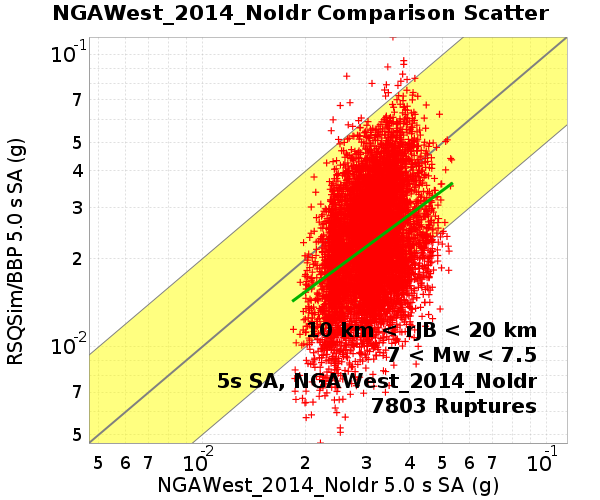 NGAWest_2014_NoIdr Comparison Scatter
10⁻¹
7
5
4
3
2
10⁻²
7
5
RSQSim/BBP 5.0 s SA (g)
10 km < rJB < 20 km
7 < Mw < 7.5
5s SA, NGAWest_2014_NoIdr
7803 Ruptures
5 6 7 10⁻² 2 3 4 5 6 7 10⁻¹
NGAWest_2014_NoIdr 5.0 s SA (g)